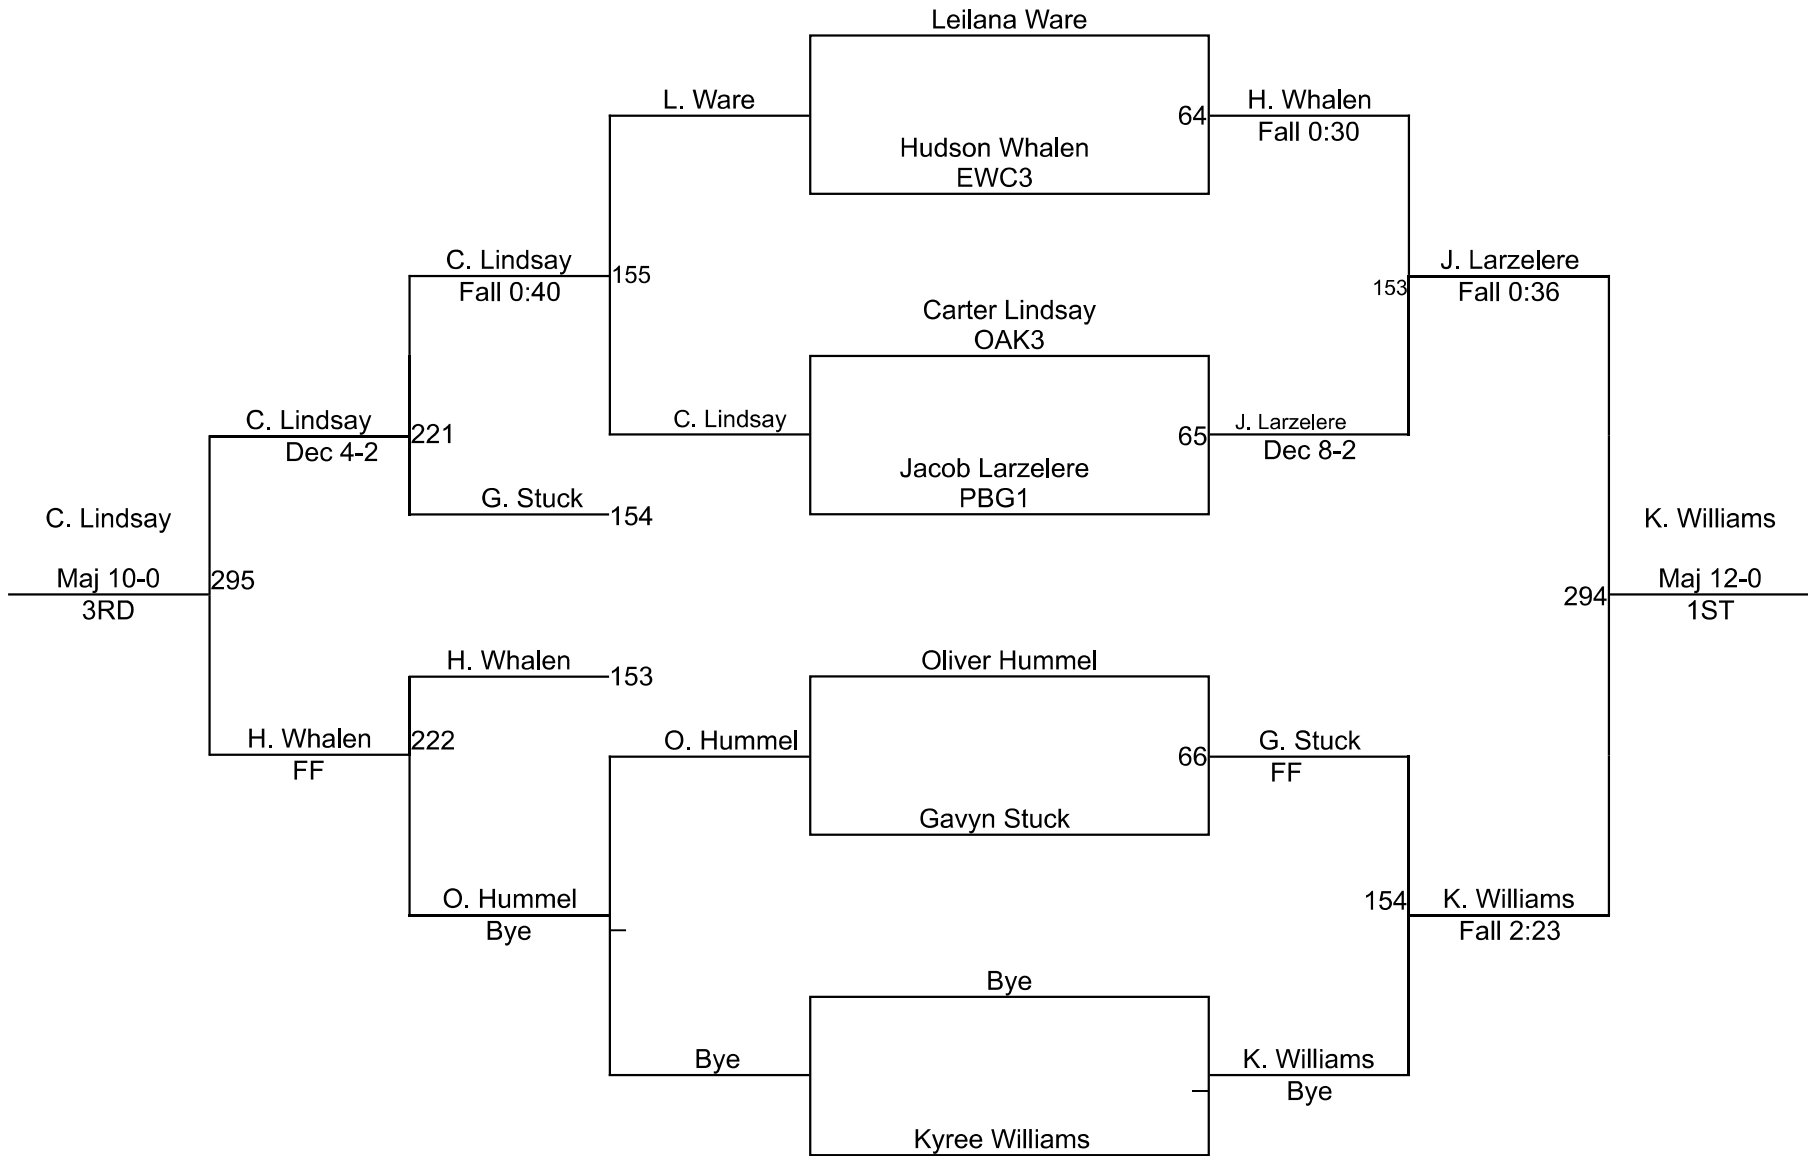 Leilana Ware
L. Ware
64
H. Whalen
Fall 0:30
Hudson Whalen
EWC3
C. Lindsay
Fall 0:40
155
153
J. Larzelere
Fall 0:36
Carter Lindsay
OAK3
C. Lindsay
Dec 4-2
221
C. Lindsay
65
J. Larzelere
Dec 8-2
Jacob Larzelere
PBG1
G. Stuck
154
C. Lindsay
Maj 10-0
3RD
295
K. Williams
294
Maj 12-0
1ST
H. Whalen
153
Oliver Hummel
H. Whalen
FF
222
O. Hummel
66
G. Stuck
FF
Gavyn Stuck
O. Hummel
Bye
154
K. Williams
Fall 2:23
Bye
Bye
K. Williams
Bye
Kyree Williams